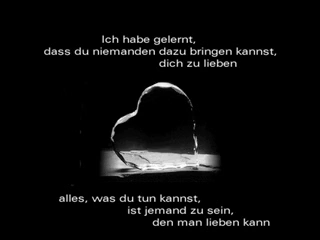 Ich habe gelernt,
dass du niemanden dazu bringen kannst,
dich zu lieben
alles, was du tun kannst,
ist jemand zu sein,
den man lieben kann